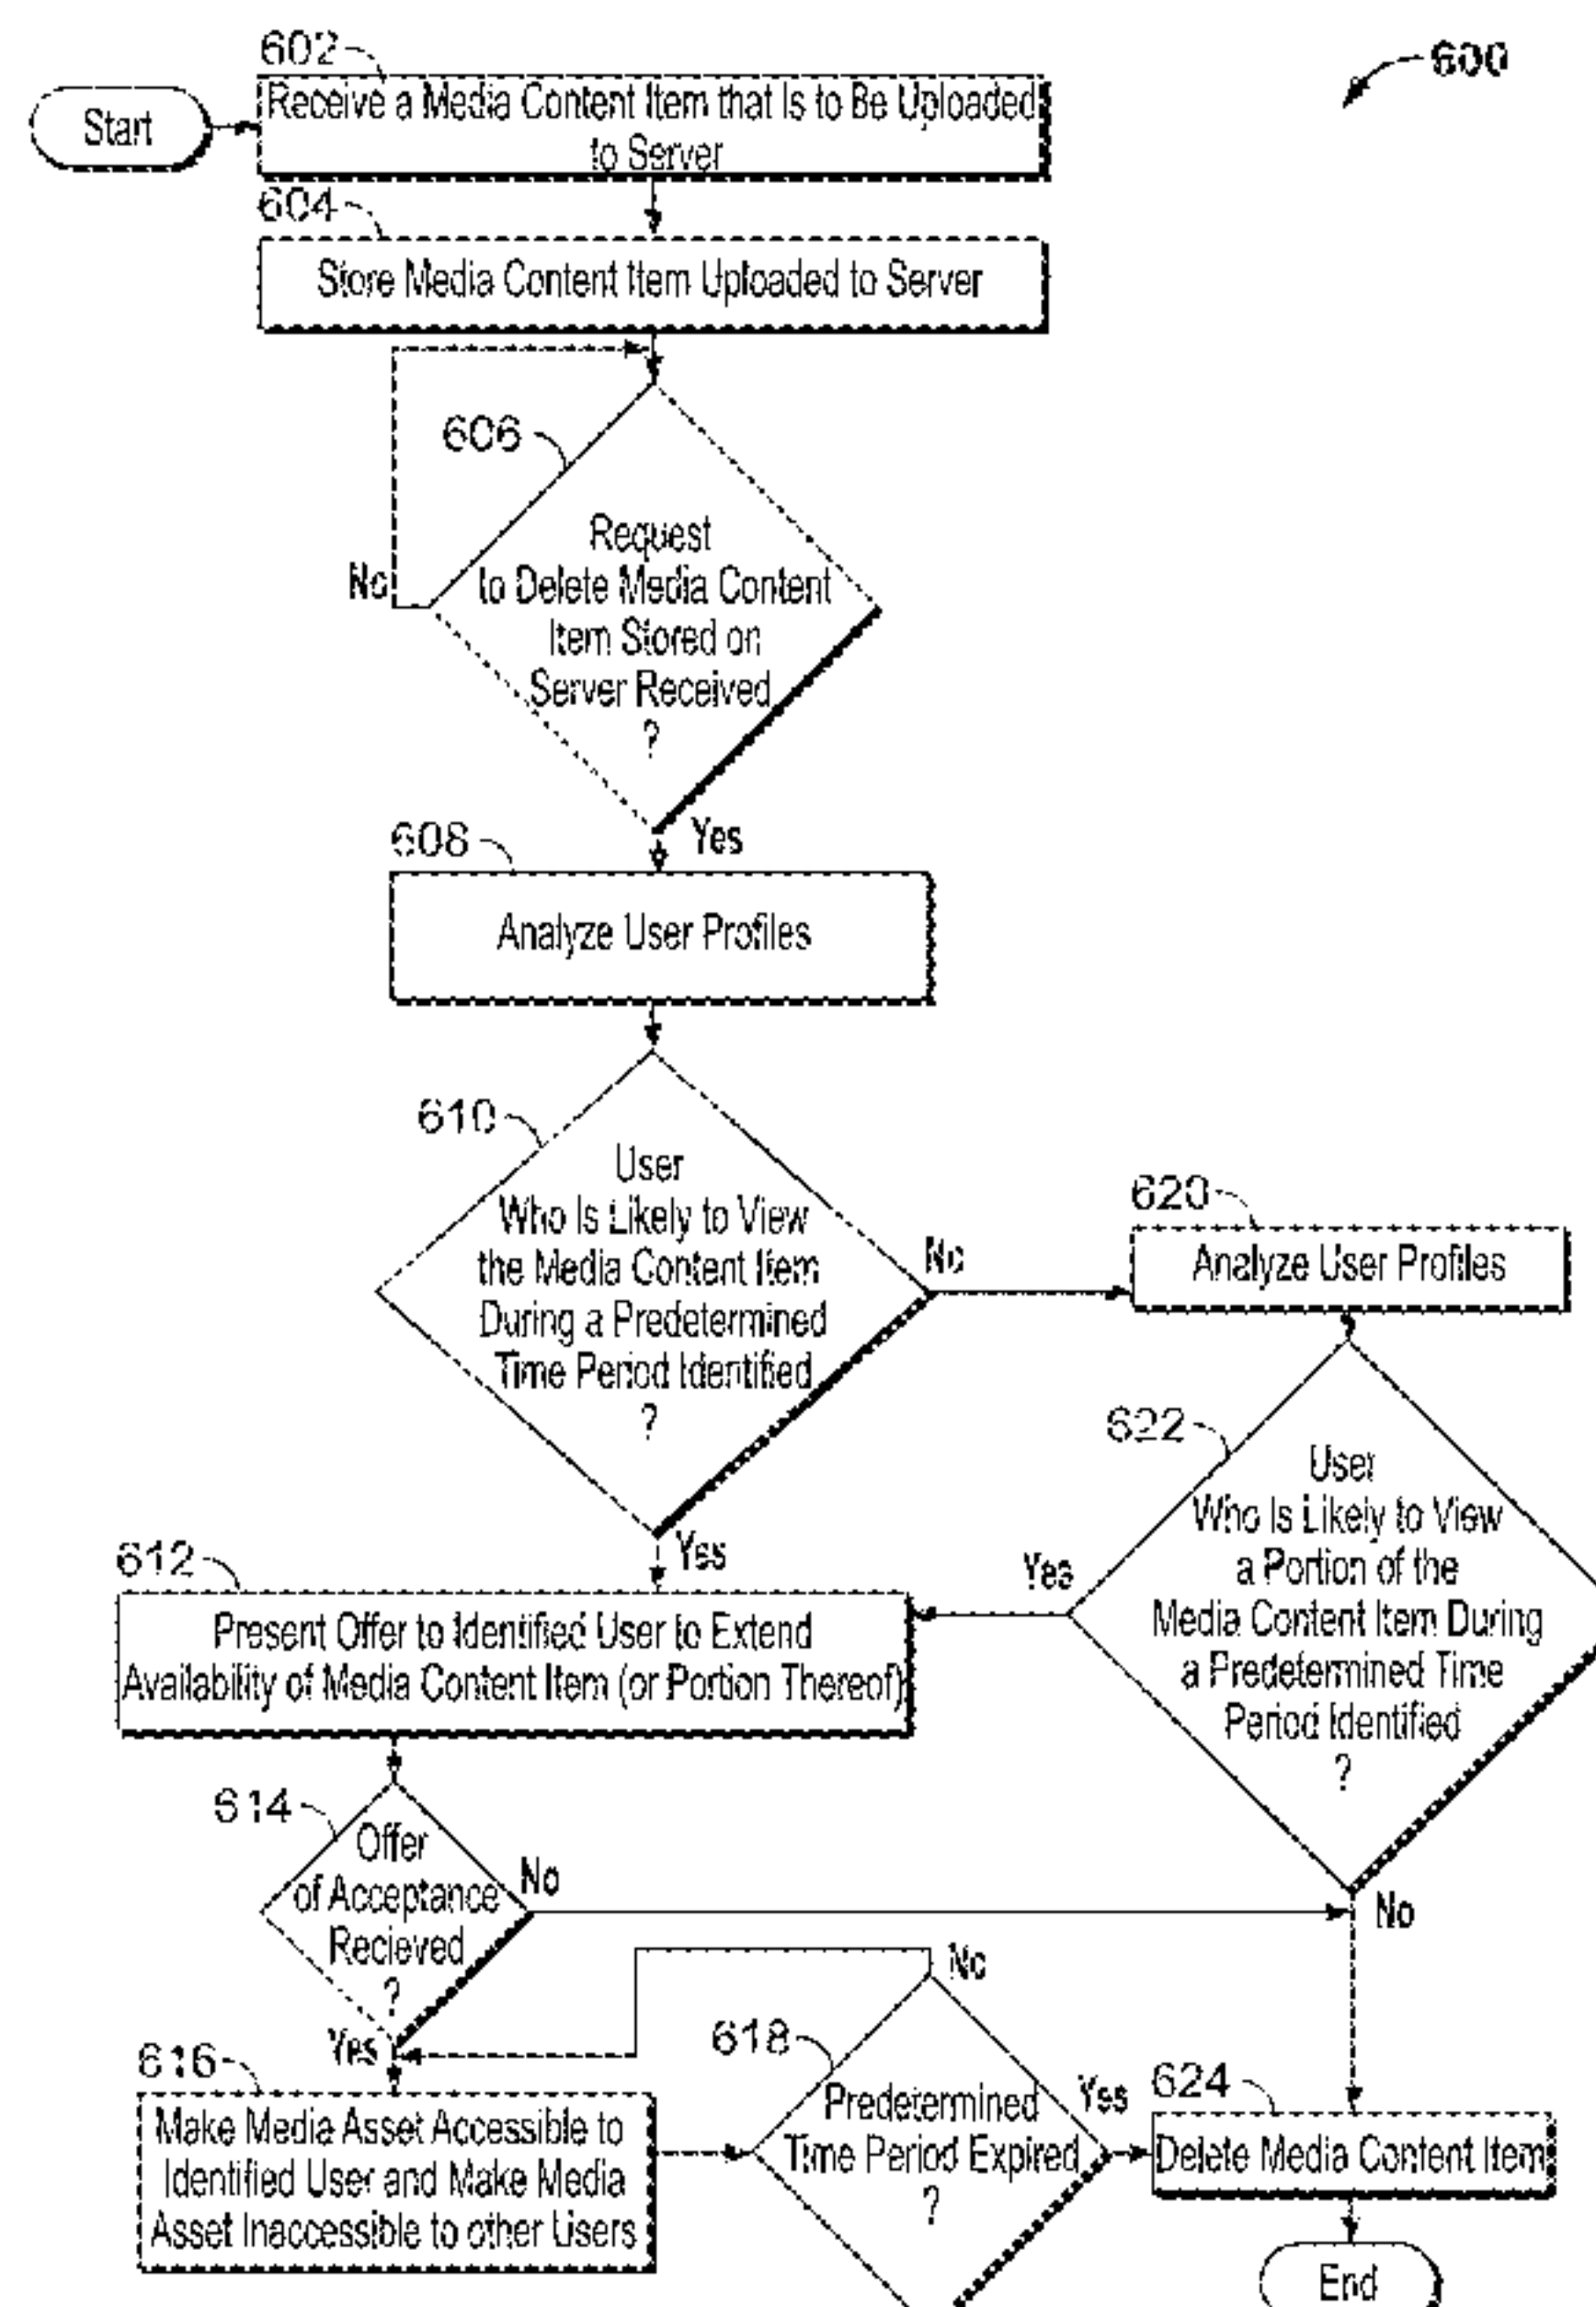 602
600
Start
Receive a Media Content Item that Is to Be Uploaded
to Server
604
Store Media Content Item Uploaded to Server
606
Request
to Delete Media Content
Item Stored on
Server Received
?
No
Yes
608
Analyze User Profiles
610
User
Who Is Likely to View
the Media Content Item
During a Predetermined
Time Period Identified
?
No
Yes
620
Analyze User Profiles
622
User
Who Is Likely to View
a Portion of the
Media Content Item During
a Predetermined Time
Period Identified
?
Yes
No
612
Present Offer to Identified User to Extend
Availability of Media Content Item (or Portion Thereof)
614
Offer
of Acceptance
Recieved
?
No
Yes
616
Make Media Asset Accessible to
Identified User and Make Media
Asset Inaccessible to other Users
618
Predetermined
Time Period Expired
?
No
Yes
624
Delete Media Content Item
End